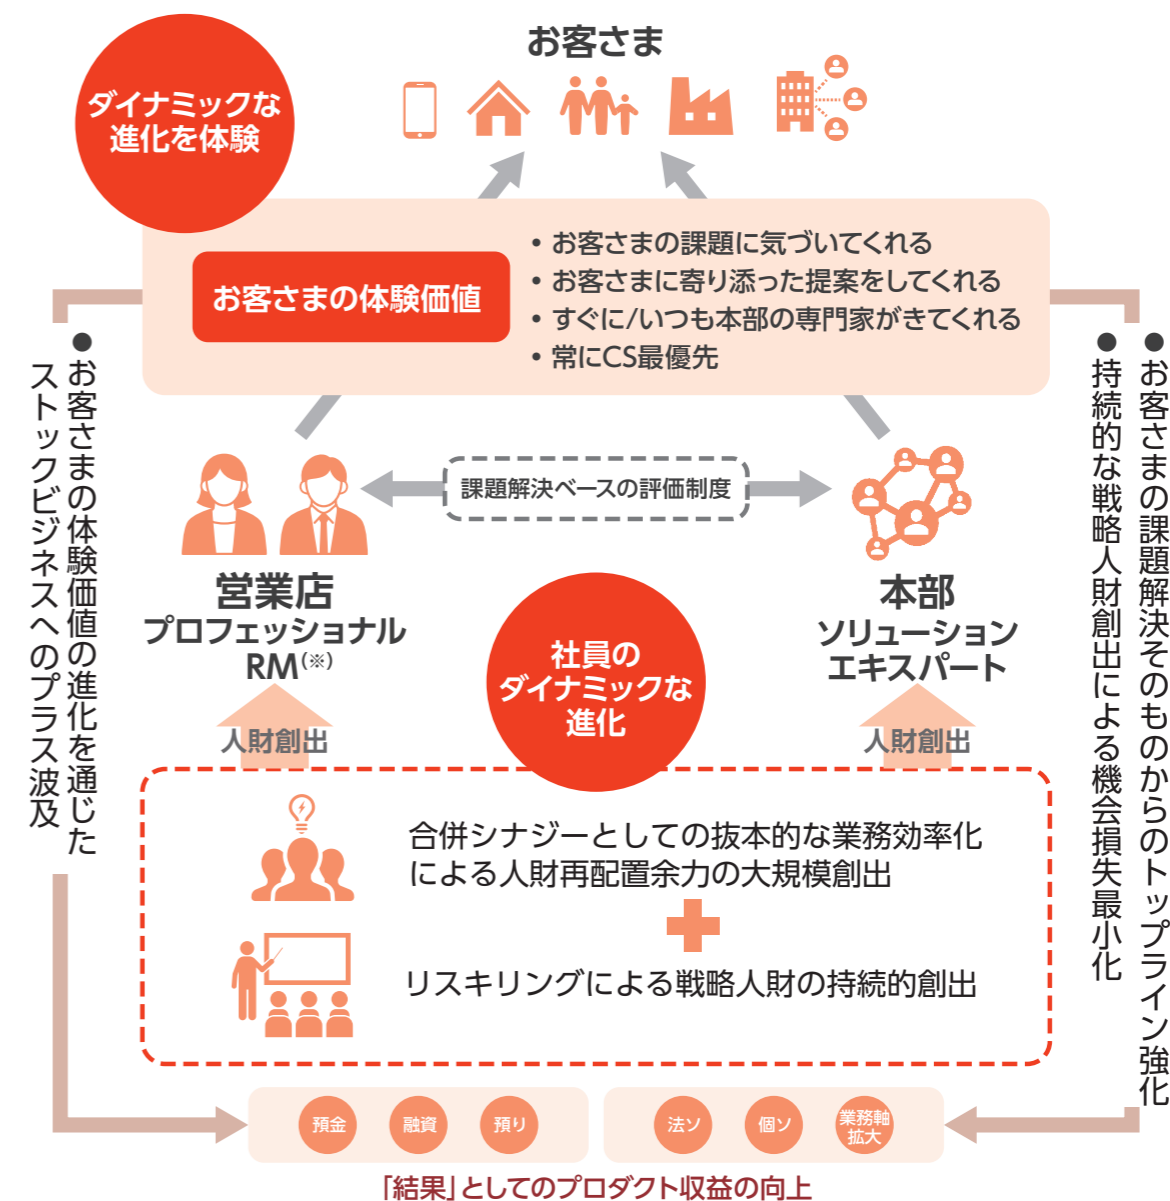 お客さま
ダイナミックな
進化を体験
お客さまの体験価値
• お客さまの課題に気づいてくれる
• お客さまに寄り添った提案をしてくれる
• すぐに/いつも本部の専門家がきてくれる
• 常にCS最優先
●お客さまの体験価値の進化を通じた
ストックビジネスへのプラス波及
●お客さまの課題解決そのものからのトップライン強化
●持続的な戦略人財創出による機会損失最小化
課題解決ベースの評価制度
営業店
プロフェッショナル
RM(※)
本部
ソリューション
エキスパート
社員の
ダイナミックな
進化
人財創出
人財創出
合併シナジーとしての抜本的な業務効率化
による人財再配置余力の大規模創出
リスキリングによる戦略人財の持続的創出
預金
融資
預り
法ソ
個ソ
業務軸
拡大
「結果」としてのプロダクト収益の向上